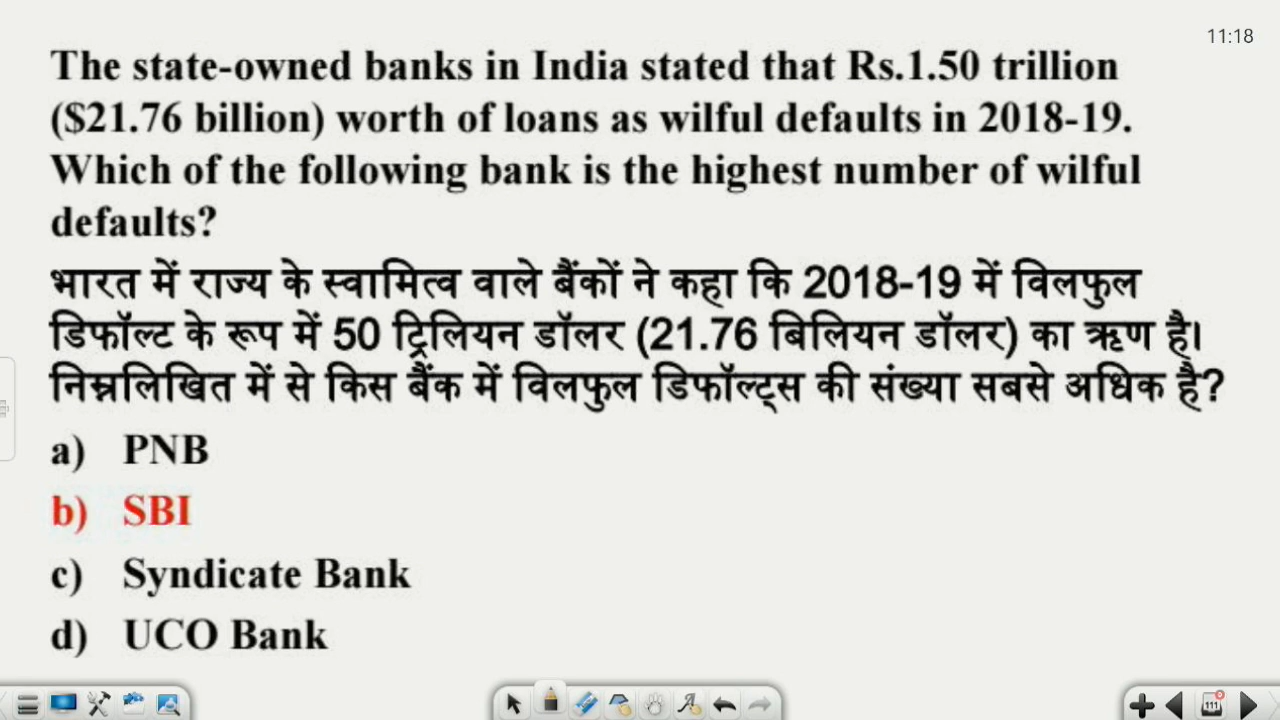 11:18
The state-owned banks in India stated that Rs.1.50 trillion
($21.76 billion) worth of loans as wilful defaults in 2018-19.
Which of the following bank is the highest number of wilful
defaults?
भारत में राज्य के स्वामित्व वाले बैंकों ने कहा कि 2018-19 में विलफुल
डिफॉल्ट के रूप में 50 ट्रिलियन डॉलर (21.76 बिलियन डॉलर) का ऋण है।
निम्नलिखित में से किस बैंक में विलफुल डिफॉल्ट्स की संख्या सबसे अधिक है?
a) PNB
b) SBI
c) Syndicate Bank
d) UCO Bank
111